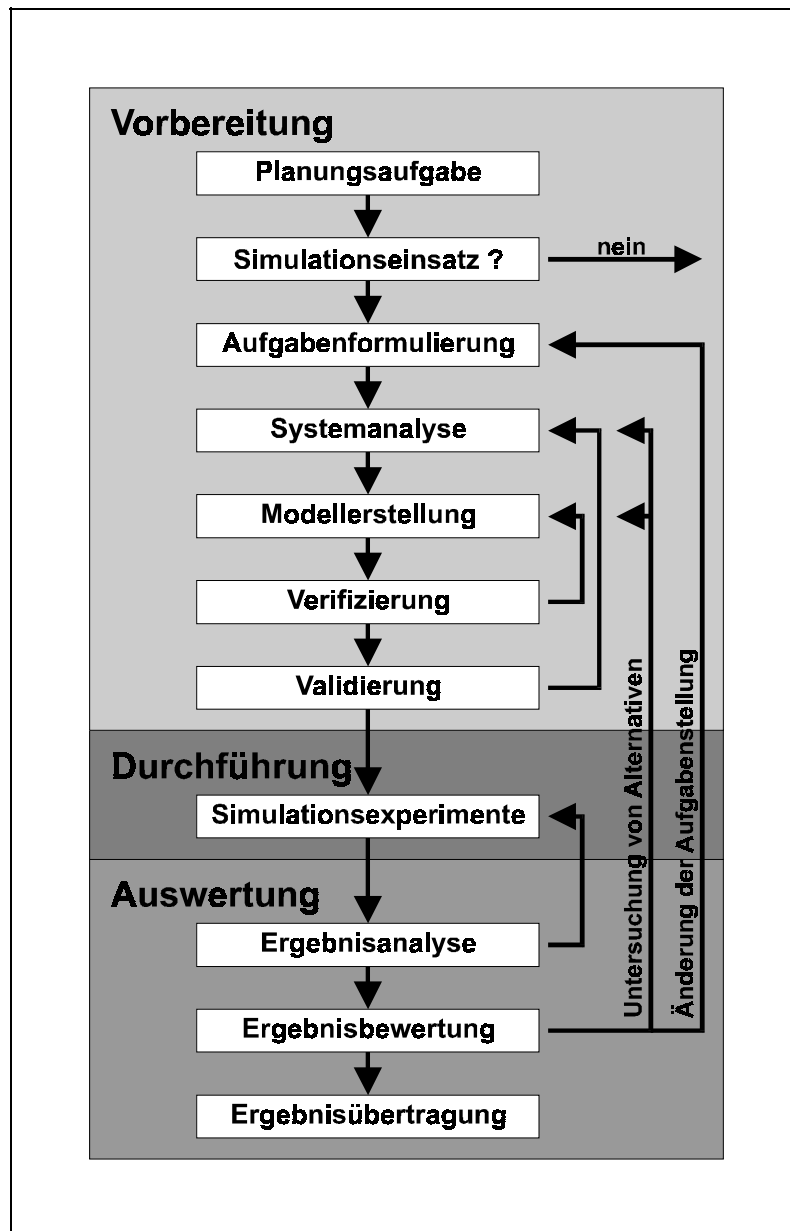 Vorbereitung
Planungsaufgabe
Simulationseinsatz ?
nein
Aufgabenformulierung
Systemanalyse
Modellerstellung
Verifizierung
Validierung
Durchführung
Simulationsexperimente
Auswertung
Ergebnisanalyse
Ergebnisbewertung
Ergebnisübertragung
Untersuchung von Alternativen
Änderung der Aufgabenstellung